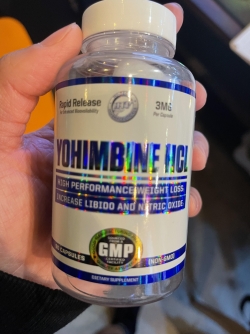 Rapid Release
3MG
Per Capsule
YOHIMBINE HCL
HIGH PERFORMANCE WEIGHT LOSS
INCREASE LIBIDO AND NITRIC OXIDE
CAPSULES
GMP
(NON-GMO)
DIETARY SUPPLEMENT